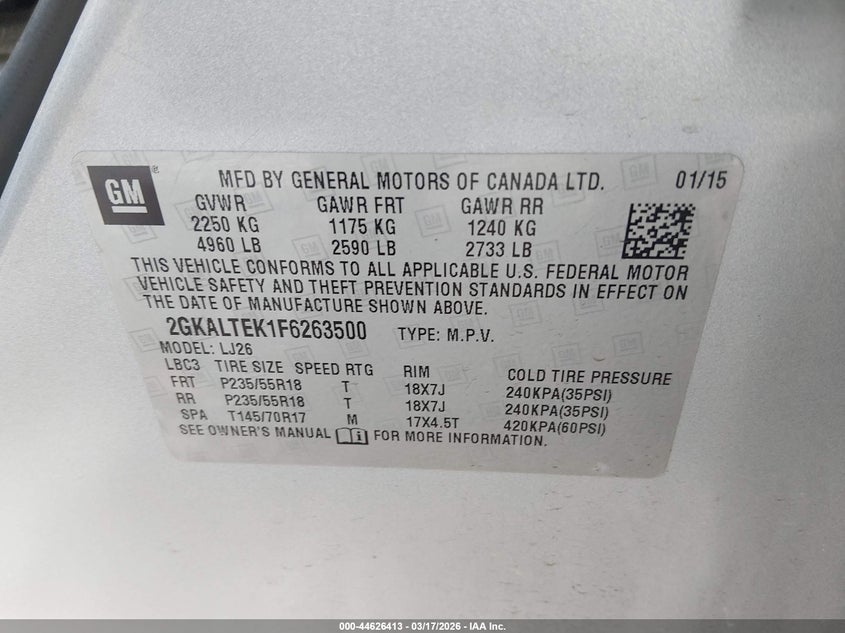 GM
®
MFD BY GENERAL MOTORS OF CANADA LTD. 01/15
GVWR GAWR FRT GAWR RR
2250 KG 1175 KG 1240 KG
4960 LB 2590 LB 2733 LB
THIS VEHICLE CONFORMS TO ALL APPLICABLE U.S. FEDERAL MOTOR
VEHICLE SAFETY AND THEFT PREVENTION STANDARDS IN EFFECT ON
THE DATE OF MANUFACTURE SHOWN ABOVE.
2GKALTEK1F6263500 TYPE: M.P.V.
MODEL: LJ26
LBC3 TIRE SIZE SPEED RTG RIM COLD TIRE PRESSURE
FRT P235/55R18 T 18X7J 240KPA(35PSI)
RR P235/55R18 T 18X7J 240KPA(35PSI)
SPA T145/70R17 M 17X4.5T 420KPA(60PSI)
SEE OWNER'S MANUAL FOR MORE INFORMATION.
000-44626413 - 03/17/2026 - IAA Inc.